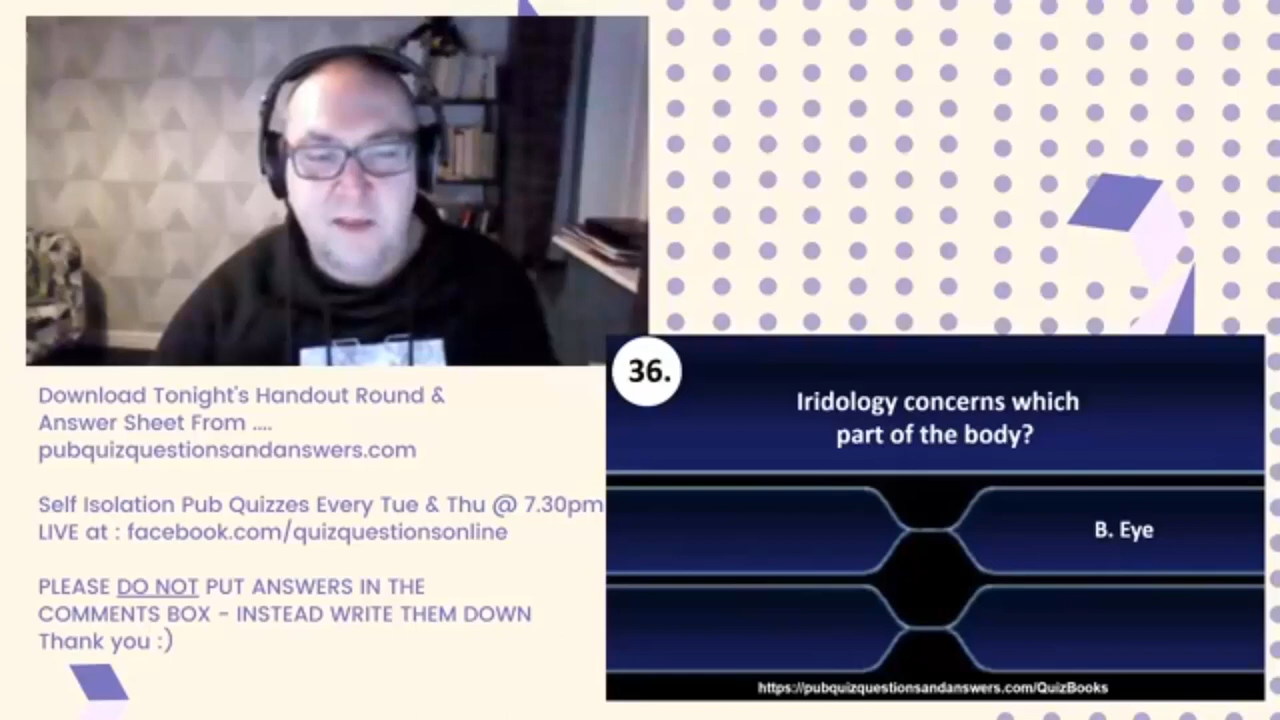 Download Tonight's Handout Round &
Answer Sheet From ....
pubquizquestionsandanswers.com
Self Isolation Pub Quizzes Every Tue & Thu @ 7.30pm
LIVE at : facebook.com/quizquestionsonline
PLEASE DO NOT PUT ANSWERS IN THE
COMMENTS BOX - INSTEAD WRITE THEM DOWN
Thank you :)
36.
Iridology concerns which
part of the body?
B. Eye
https://pubquizquestionsandanswers.com/QuizBooks